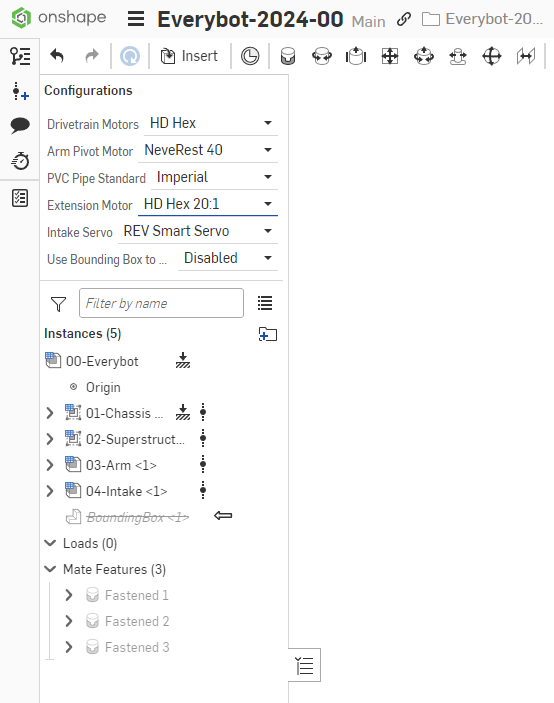 onshape Everybot-2024-00 Main Everybot-20...
Insert
Configurations
Drivetrain Motors HD Hex
Arm Pivot Motor NeveRest 40
PVC Pipe Standard Imperial
Extension Motor HD Hex 20:1
Intake Servo REV Smart Servo
Use Bounding Box to ... Disabled
Filter by name
Instances (5)
00-Everybot
Origin
01-Chassis ...
02-Superstruct...
03-Arm <1>
04-Intake <1>
BoundingBox <1>
Loads (0)
Mate Features (3)
Fastened 1
Fastened 2
Fastened 3